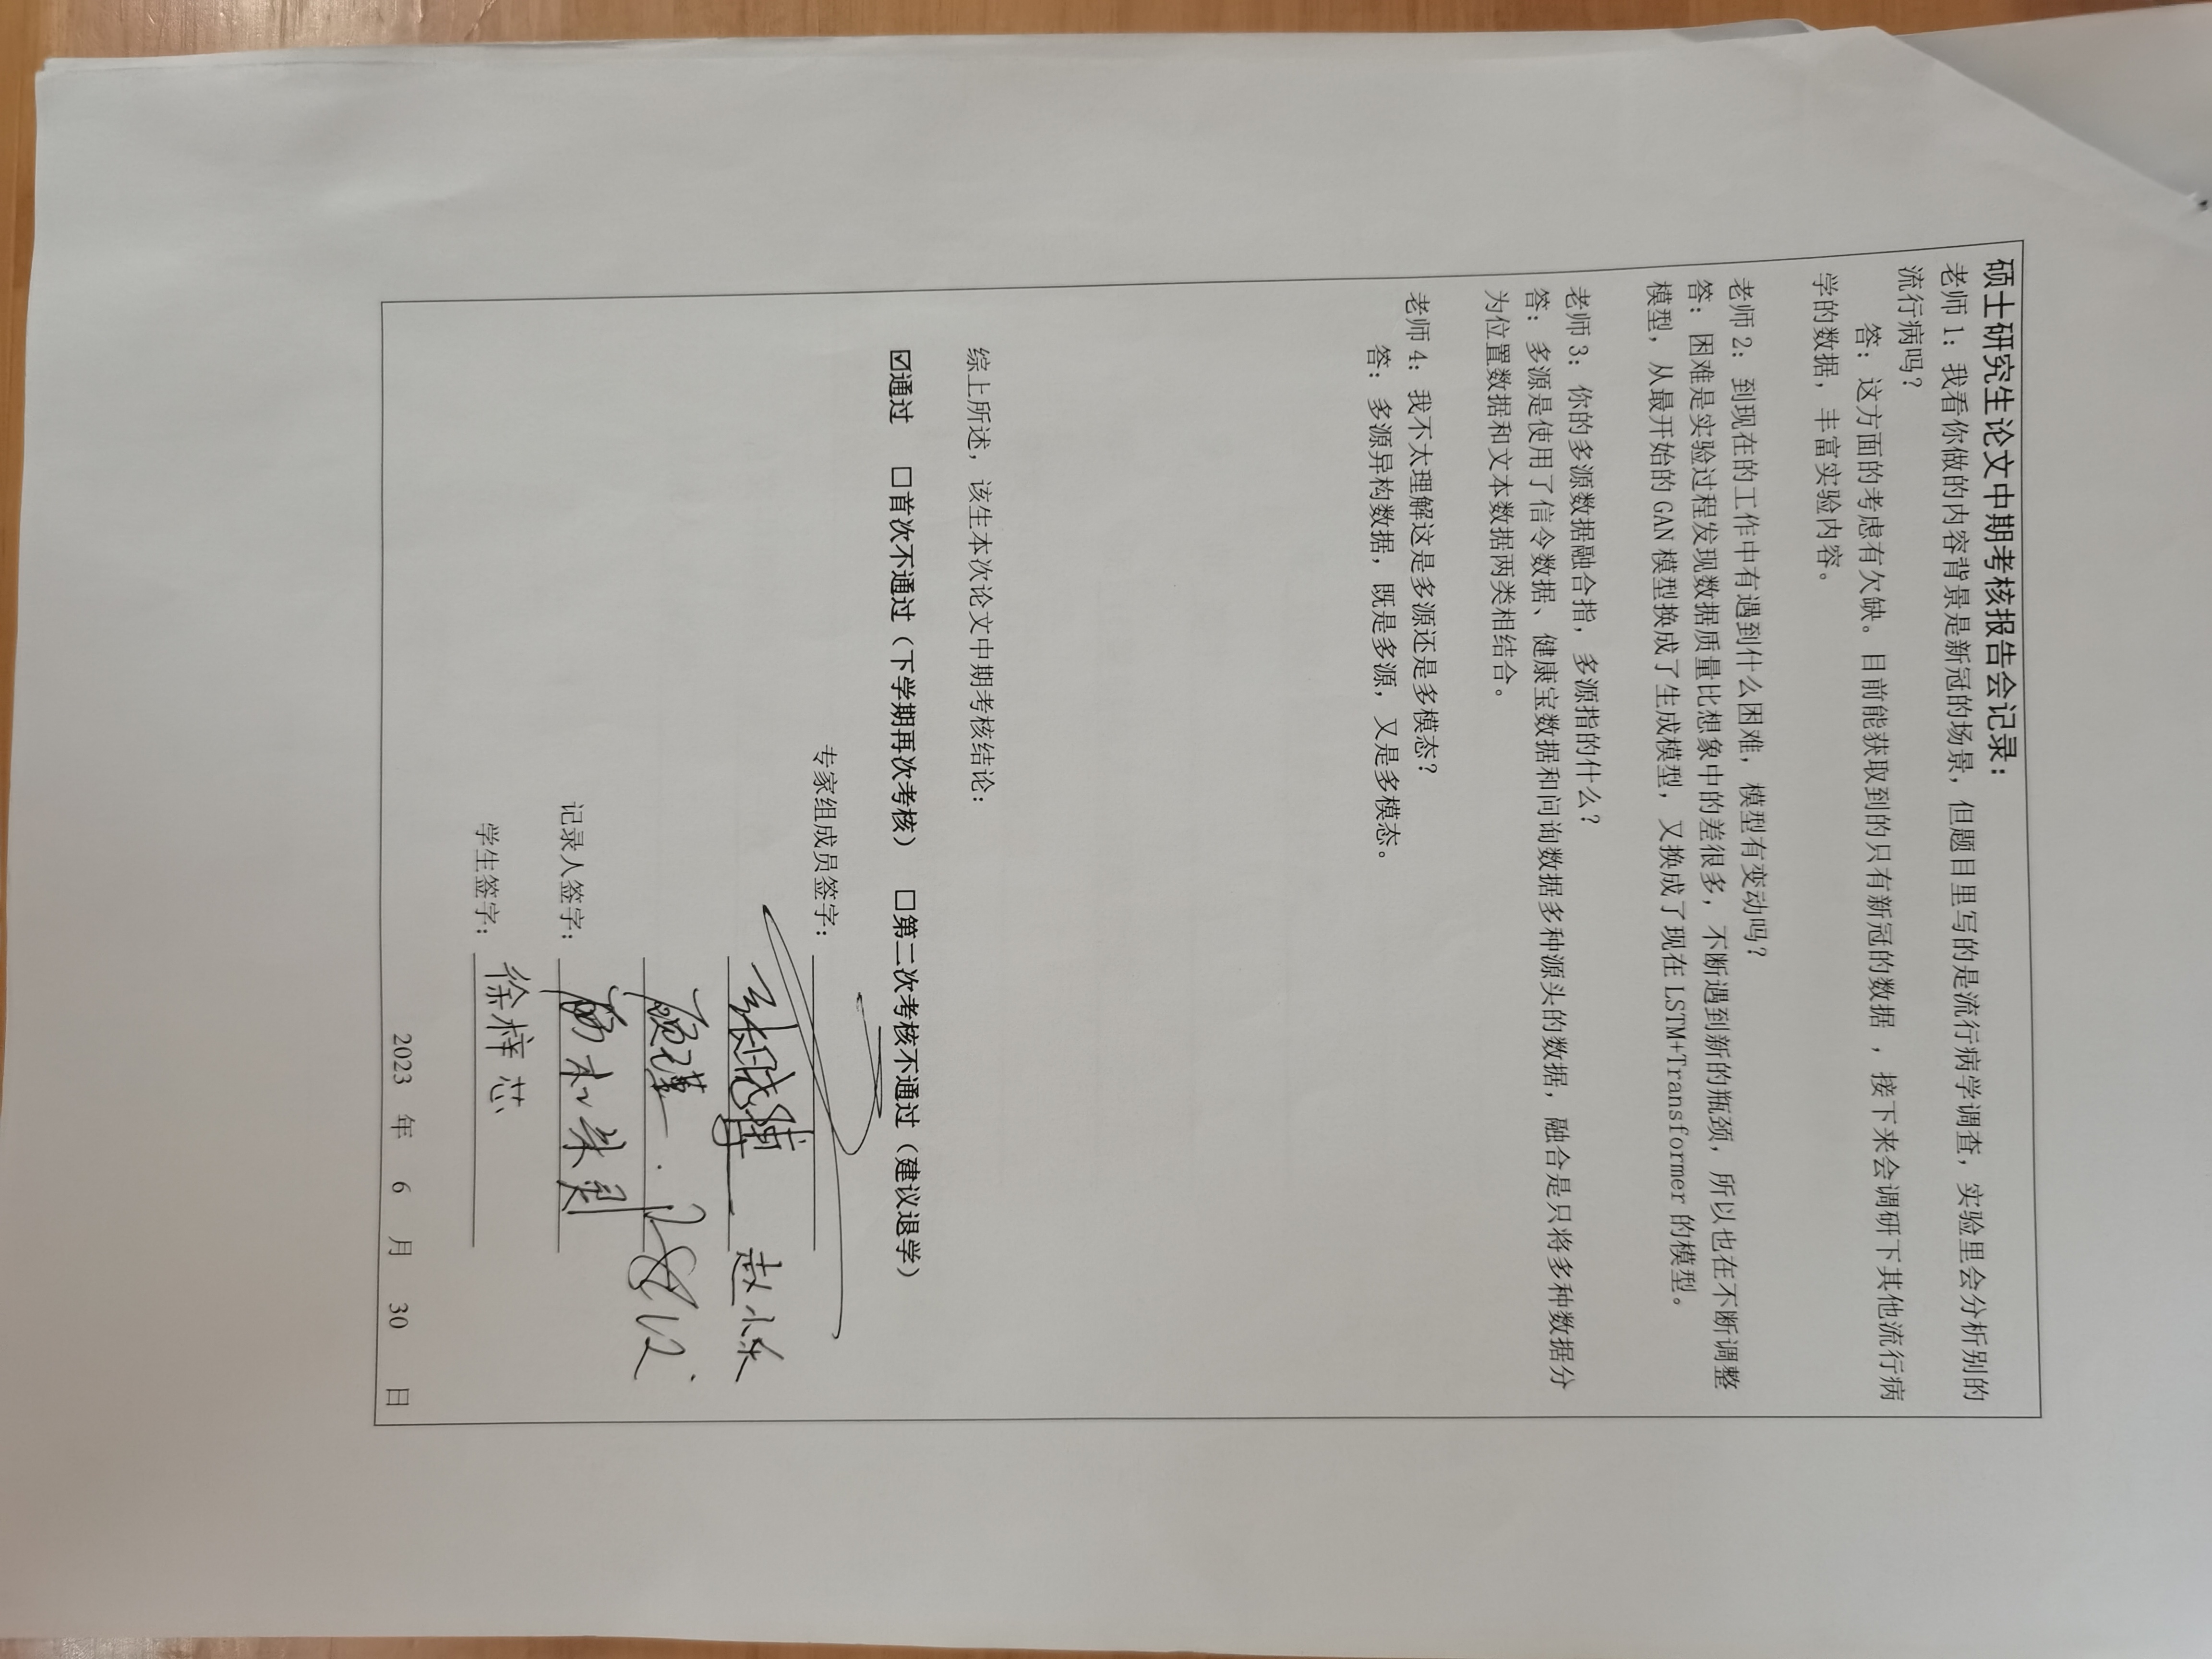 硕士研究生论文中期考核报告会记录：
老师 1：我看你做的内容背景是新冠的场景，但题目里写的是流行病学调查，实验里会分析别的
流行病吗？
答：这方面的考虑有欠缺。目前能获取到的只有新冠的数据，接下来会调研下其他流行病
学的数据，丰富实验内容。
老师 2：到现在的工作中有遇到什么困难，模型有变动吗？
答：困难是实验过程发现数据质量比想象中的差很多，不断遇到新的瓶颈，所以也在不断调整
模型，从最开始的 GAN 模型换成了生成模型，又换成了现在 LSTM+Transformer 的模型。
老师 3：你的多源数据融合指，多源指的什么？
答：多源是使用了信令数据、健康宝数据和问询数据多种源头的数据，融合是只将多种数据分
为位置数据和文本数据两类相结合。
老师 4：我不太理解这是多源还是多模态？
答：多源异构数据，既是多源，又是多模态。
综上所述，该生本次论文中期考核结论：
☑通过 □首次不通过（下学期再次考核） □第二次考核不通过（建议退学）
专家组成员签字：
记录人签字：
学生签字：徐梓芯
2023 年 6 月 30 日